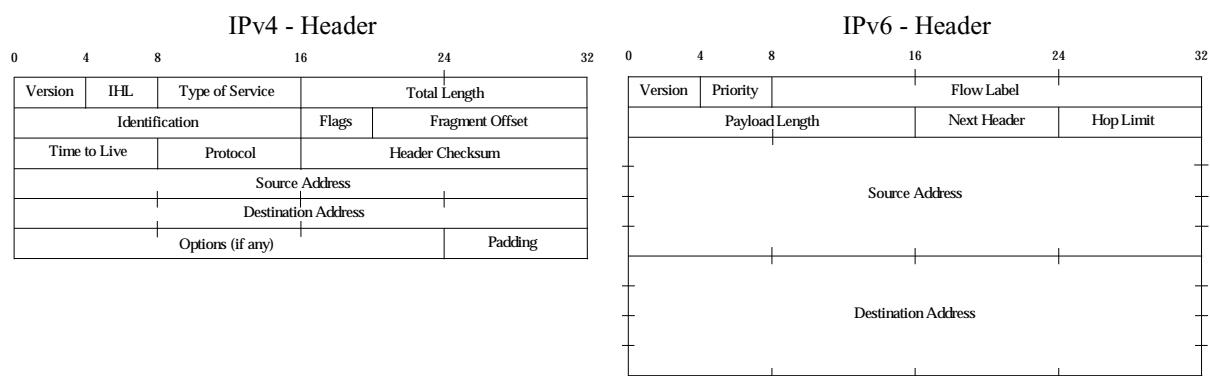 IPv4 - Header
0 4 8 16 24 32
Version IHL Type of Service Total Length
Identification Flags Fragment Offset
Time to Live Protocol Header Checksum
Source Address
Destination Address
Options (if any) Padding
IPv6 - Header
0 4 8 16 24 32
Version Priority Flow Label
Payload Length Next Header Hop Limit
Source Address
Destination Address